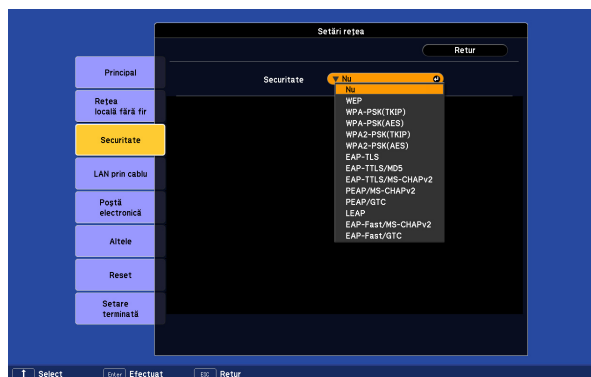 Setări reţea
Retur
Principal
Reţea
locală fără fir
Securitate
LAN prin cablu
Poştă
electronică
Altele
Reset
Setare
terminată
Securitate
Nu
Nu
WEP
WPA-PSK(TKIP)
WPA-PSK(AES)
WPA2-PSK(TKIP)
WPA2-PSK(AES)
EAP-TLS
EAP-TTLS/MD5
EAP-TTLS/MS-CHAPv2
PEAP/MS-CHAPv2
PEAP/GTC
LEAP
EAP-Fast/MS-CHAPv2
EAP-Fast/GTC
Select Enter Efectuat ESC Retur